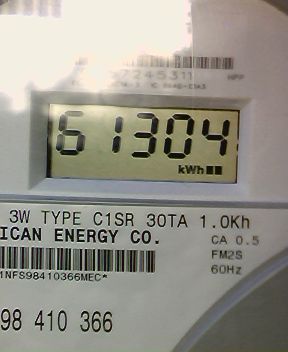 61304
kWh
3W TYPE C1SR 30TA 1.0Kh
ICAN ENERGY CO.
CA 0.5
FM2S
60Hz
1NFS98410366MEC*
98 410 366